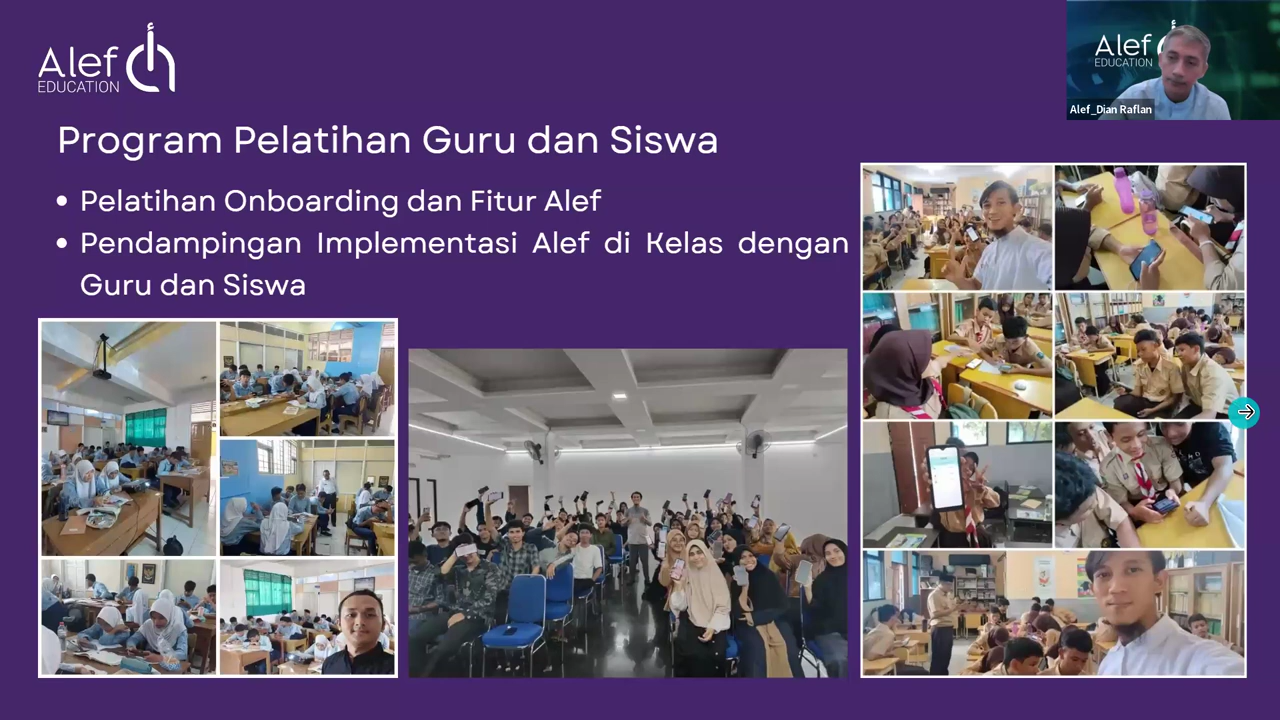 Alef
EDUCATION
Alef
EDUCATION
Alef_Dian Raflan
Program Pelatihan Guru dan Siswa
• Pelatihan Onboarding dan Fitur Alef
• Pendampingan Implementasi Alef di Kelas dengan
Guru dan Siswa